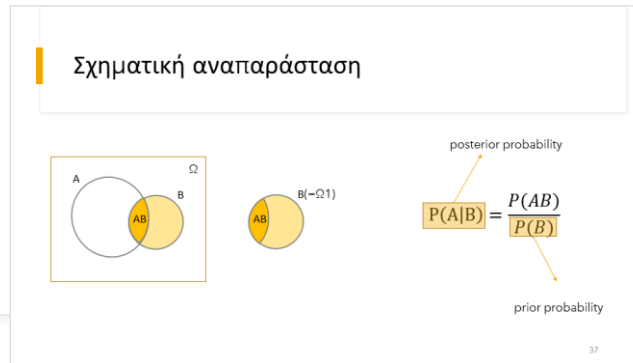 Σχηματική αναπαράσταση
posterior probability
Ω
A
B
AB
B(−Ω1)
AB
P(A|B) = P(AB) / P(B)
prior probability
37